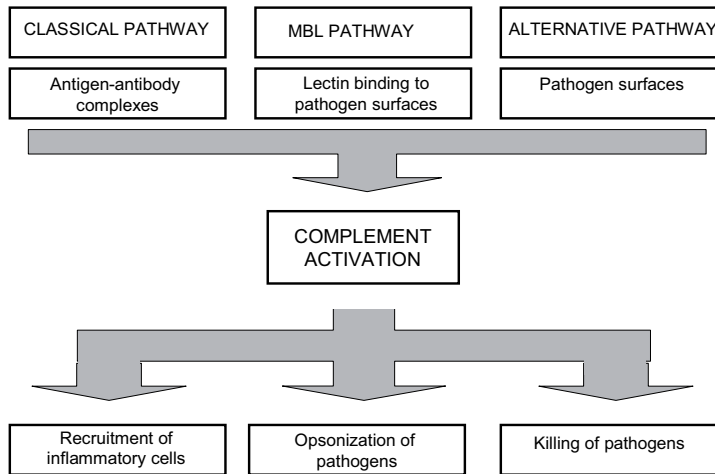 CLASSICAL PATHWAY
MBL PATHWAY
ALTERNATIVE PATHWAY
Antigen-antibody
complexes
Lectin binding to
pathogen surfaces
Pathogen surfaces
COMPLEMENT
ACTIVATION
Recruitment of
inflammatory cells
Opsonization of
pathogens
Killing of pathogens